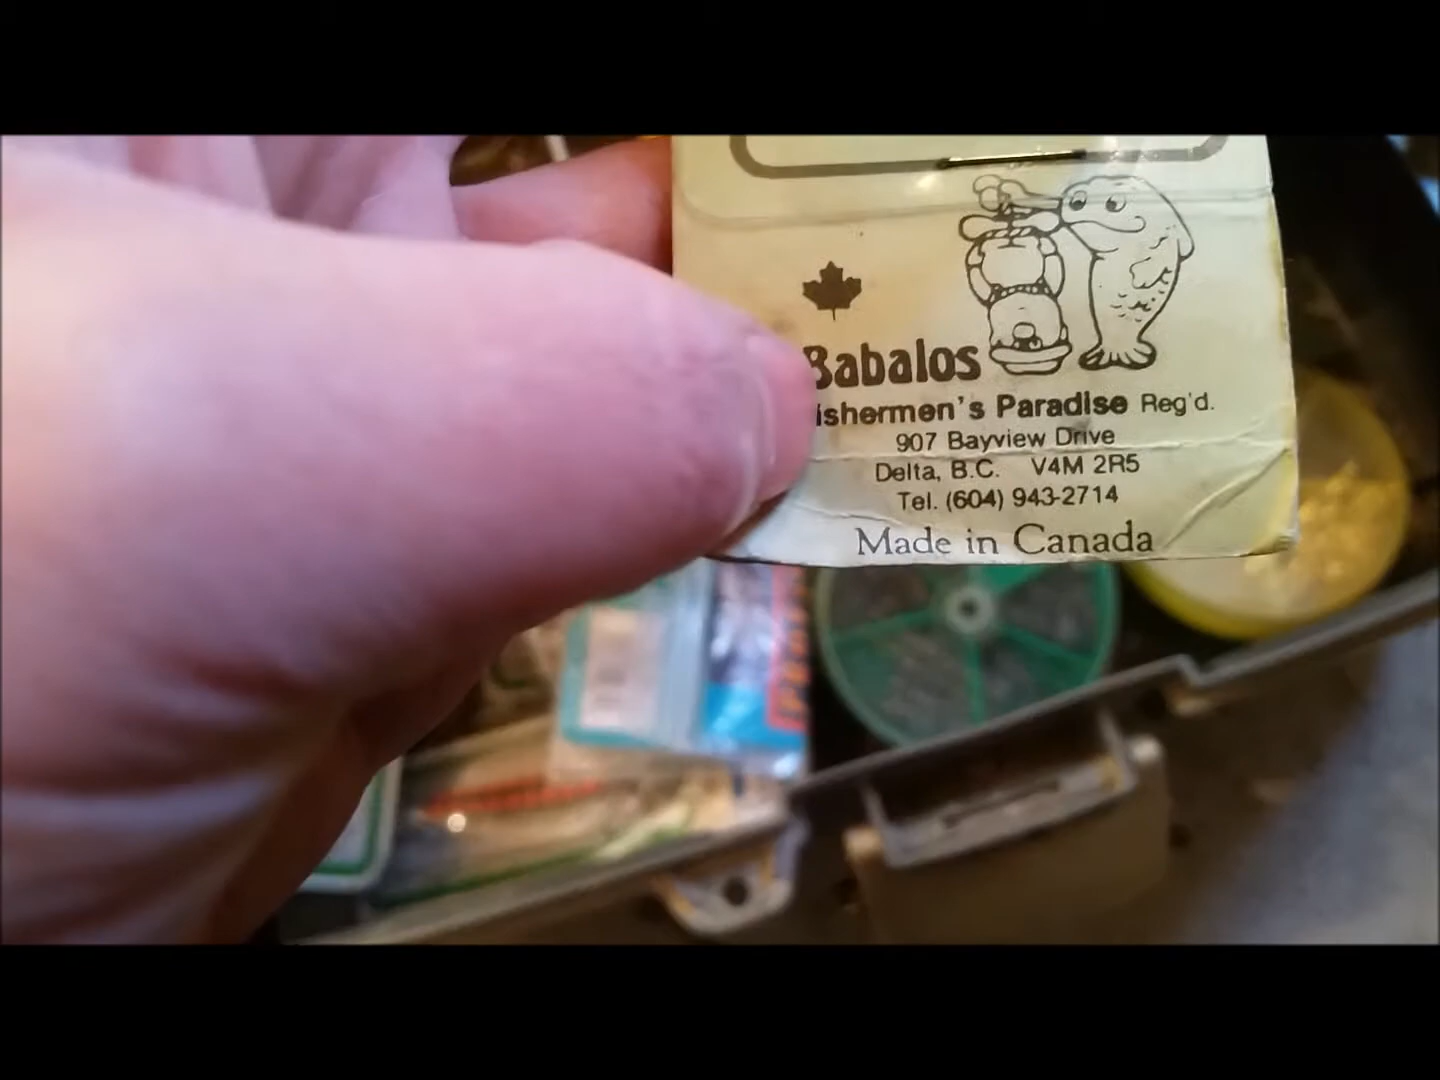 Babalos
ishermen's Paradise Reg'd.
907 Bayview Drive
Delta, B.C. V4M 2R5
Tel. (604) 943-2714
Made in Canada